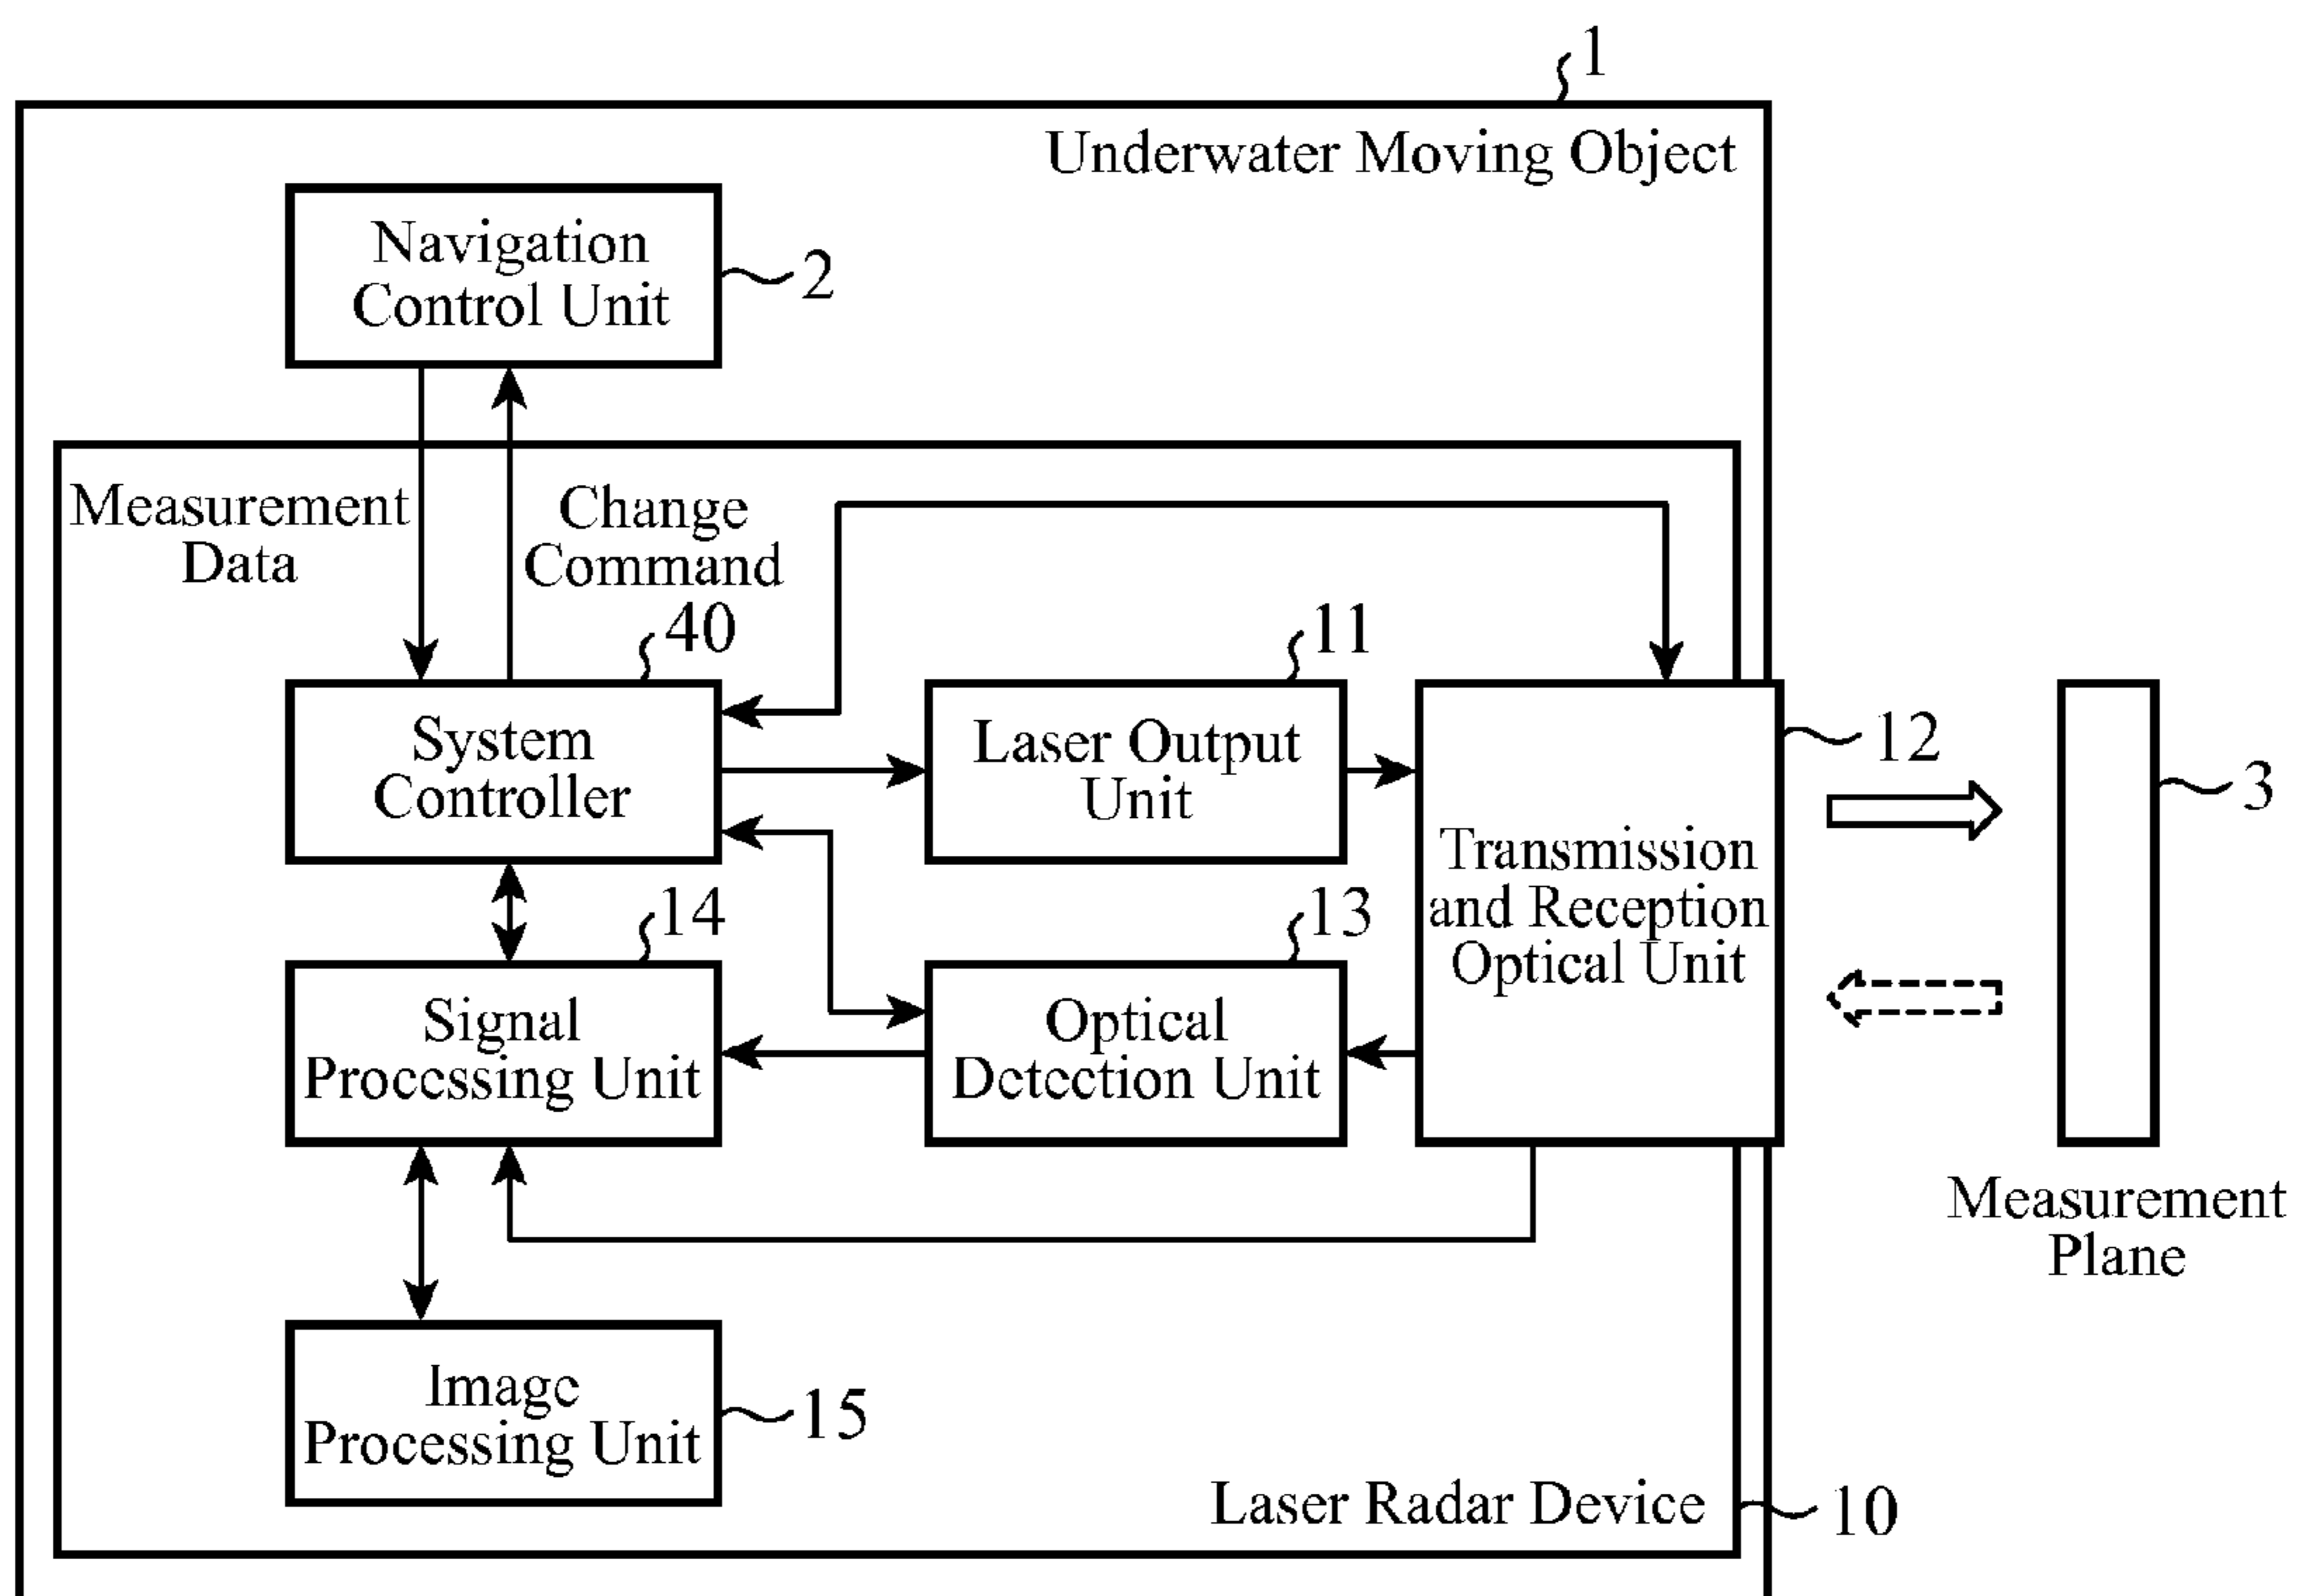 1
Underwater Moving Object
Navigation
Control Unit
2
Measurement
Data
Change
Command
40
11
System
Controller
Laser Output
Unit
12
3
Transmission
and Reception
Optical Unit
14
13
Signal
Processing Unit
Optical
Detection Unit
Measurement
Plane
Image
Processing Unit
15
Laser Radar Device
10